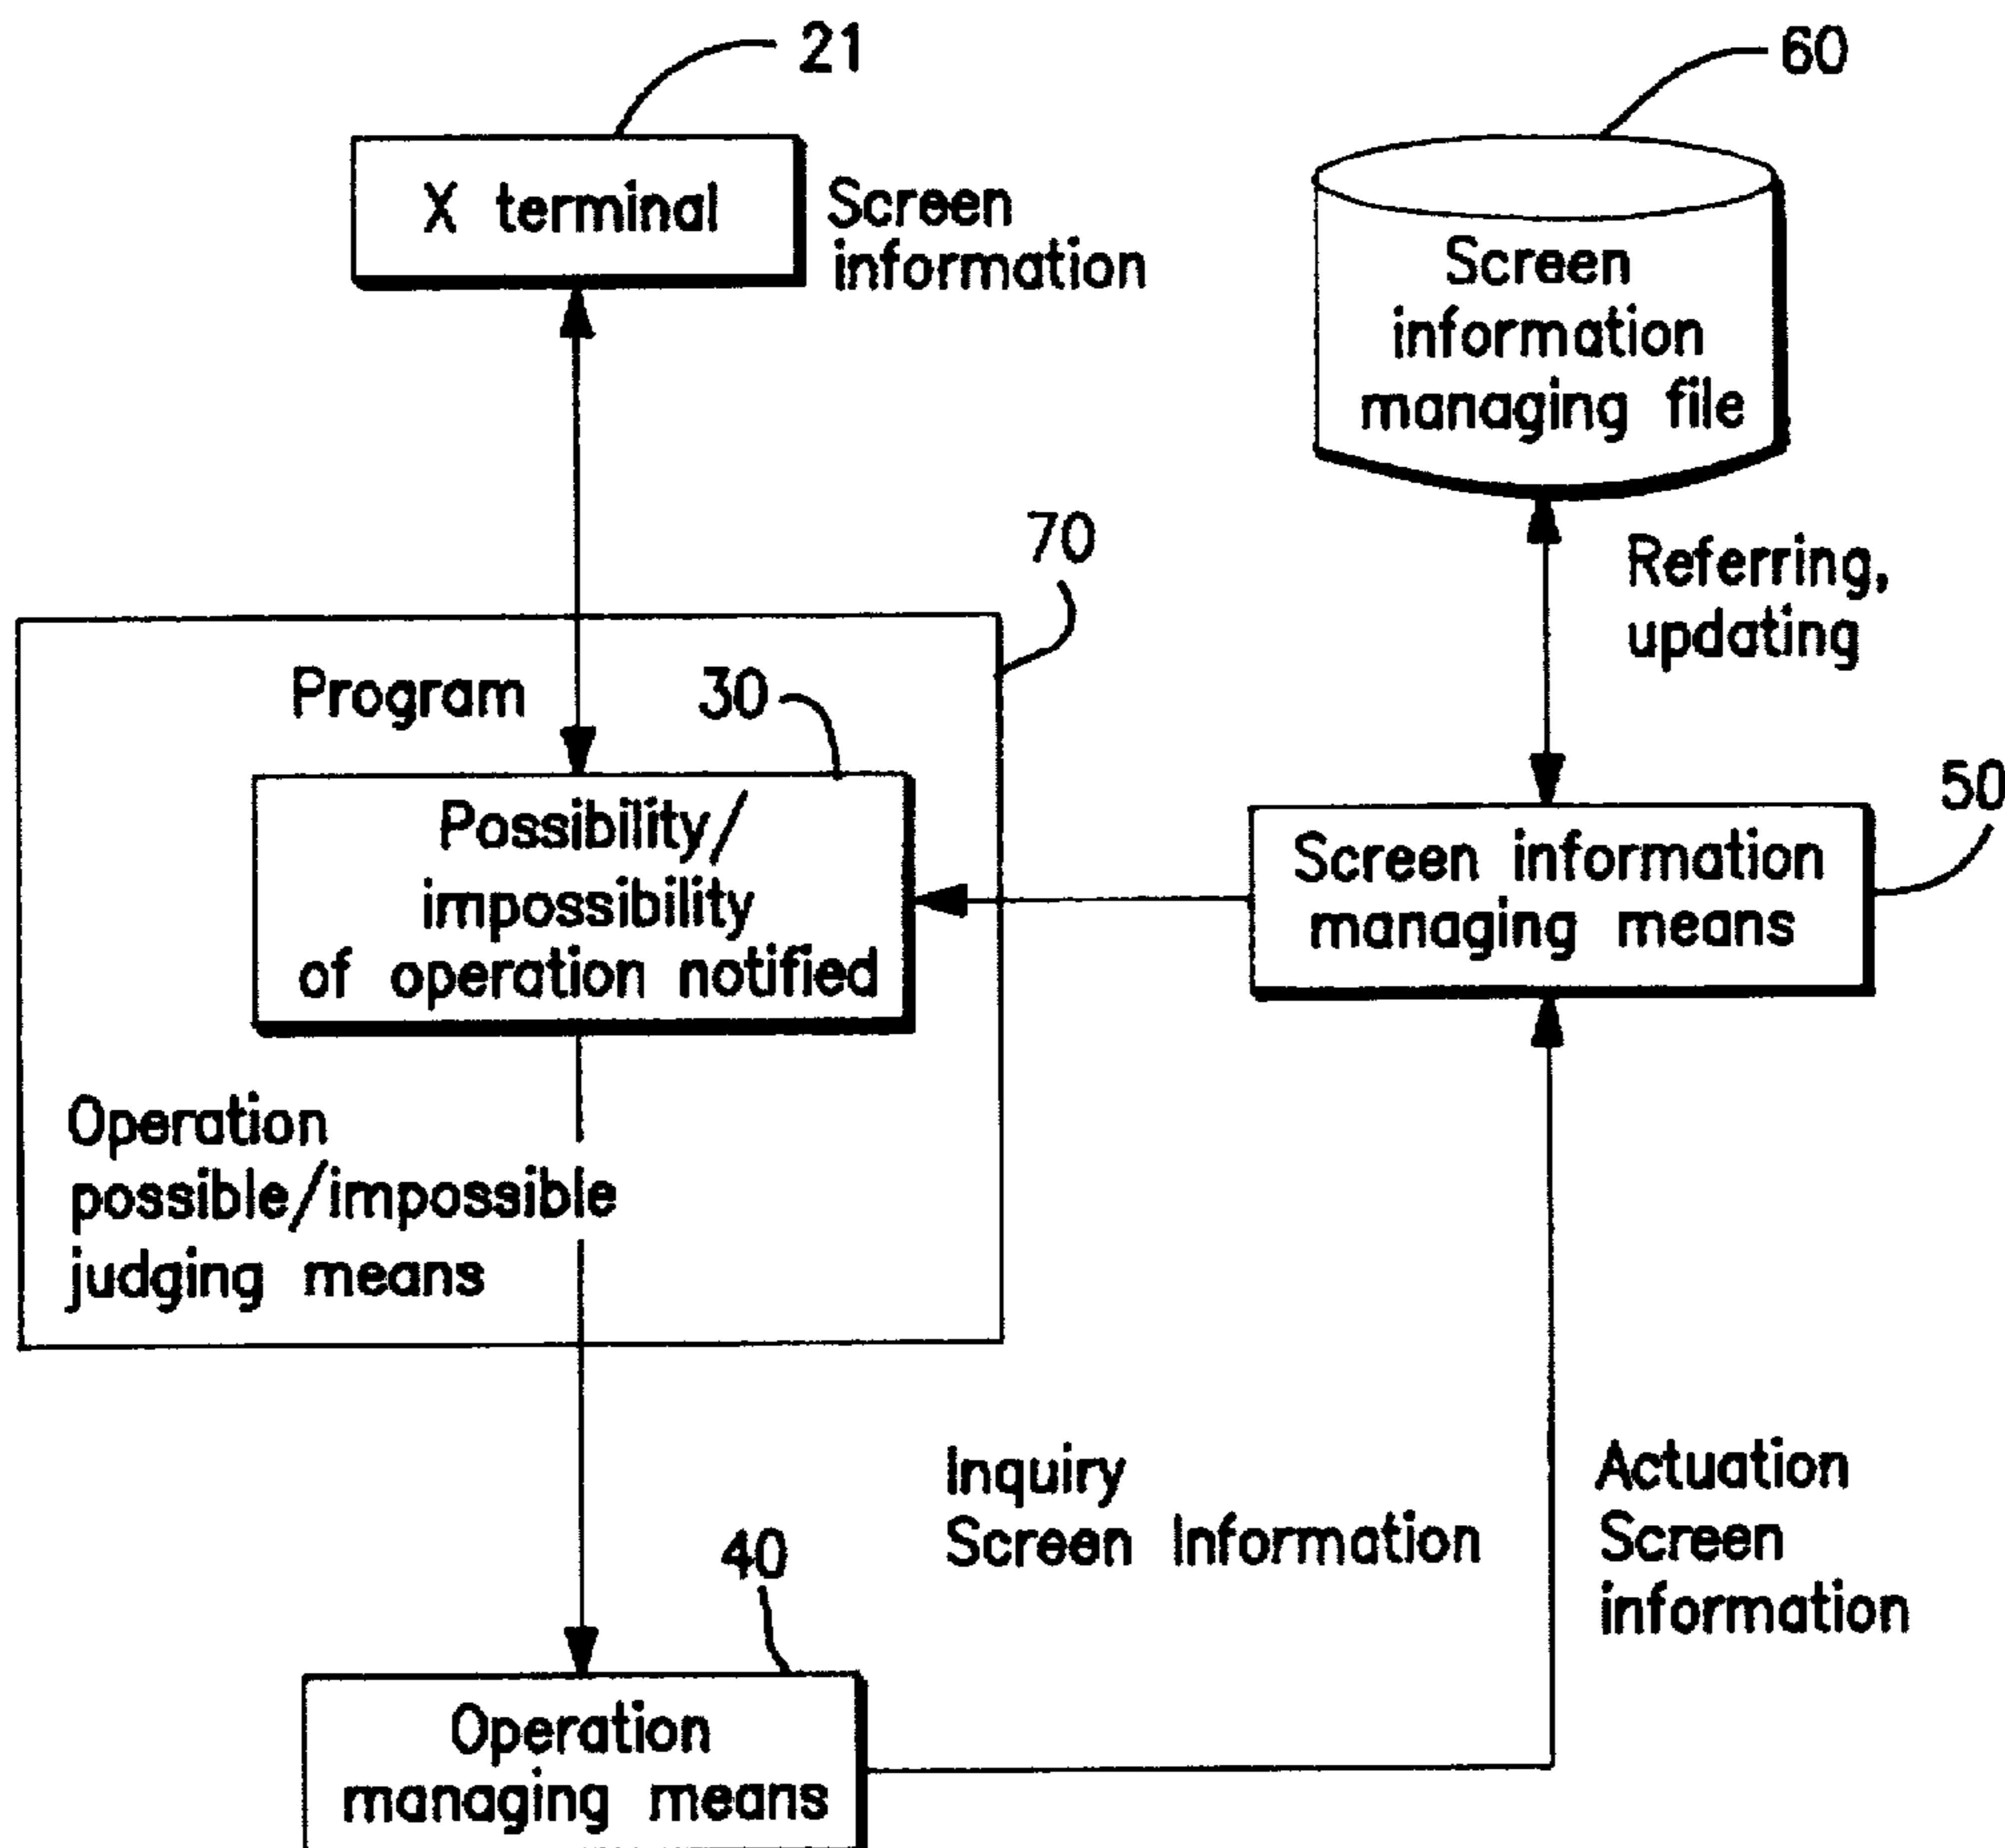 21
60
X terminal
Screen
information
Screen
information
managing file
70
Referring,
updating
Program
30
50
Possibility/
impossibility
of operation notified
Screen information
managing means
Operation
possible/impossible
judging means
Inquiry
Screen Information
Actuation
Screen
information
40
Operation
managing means